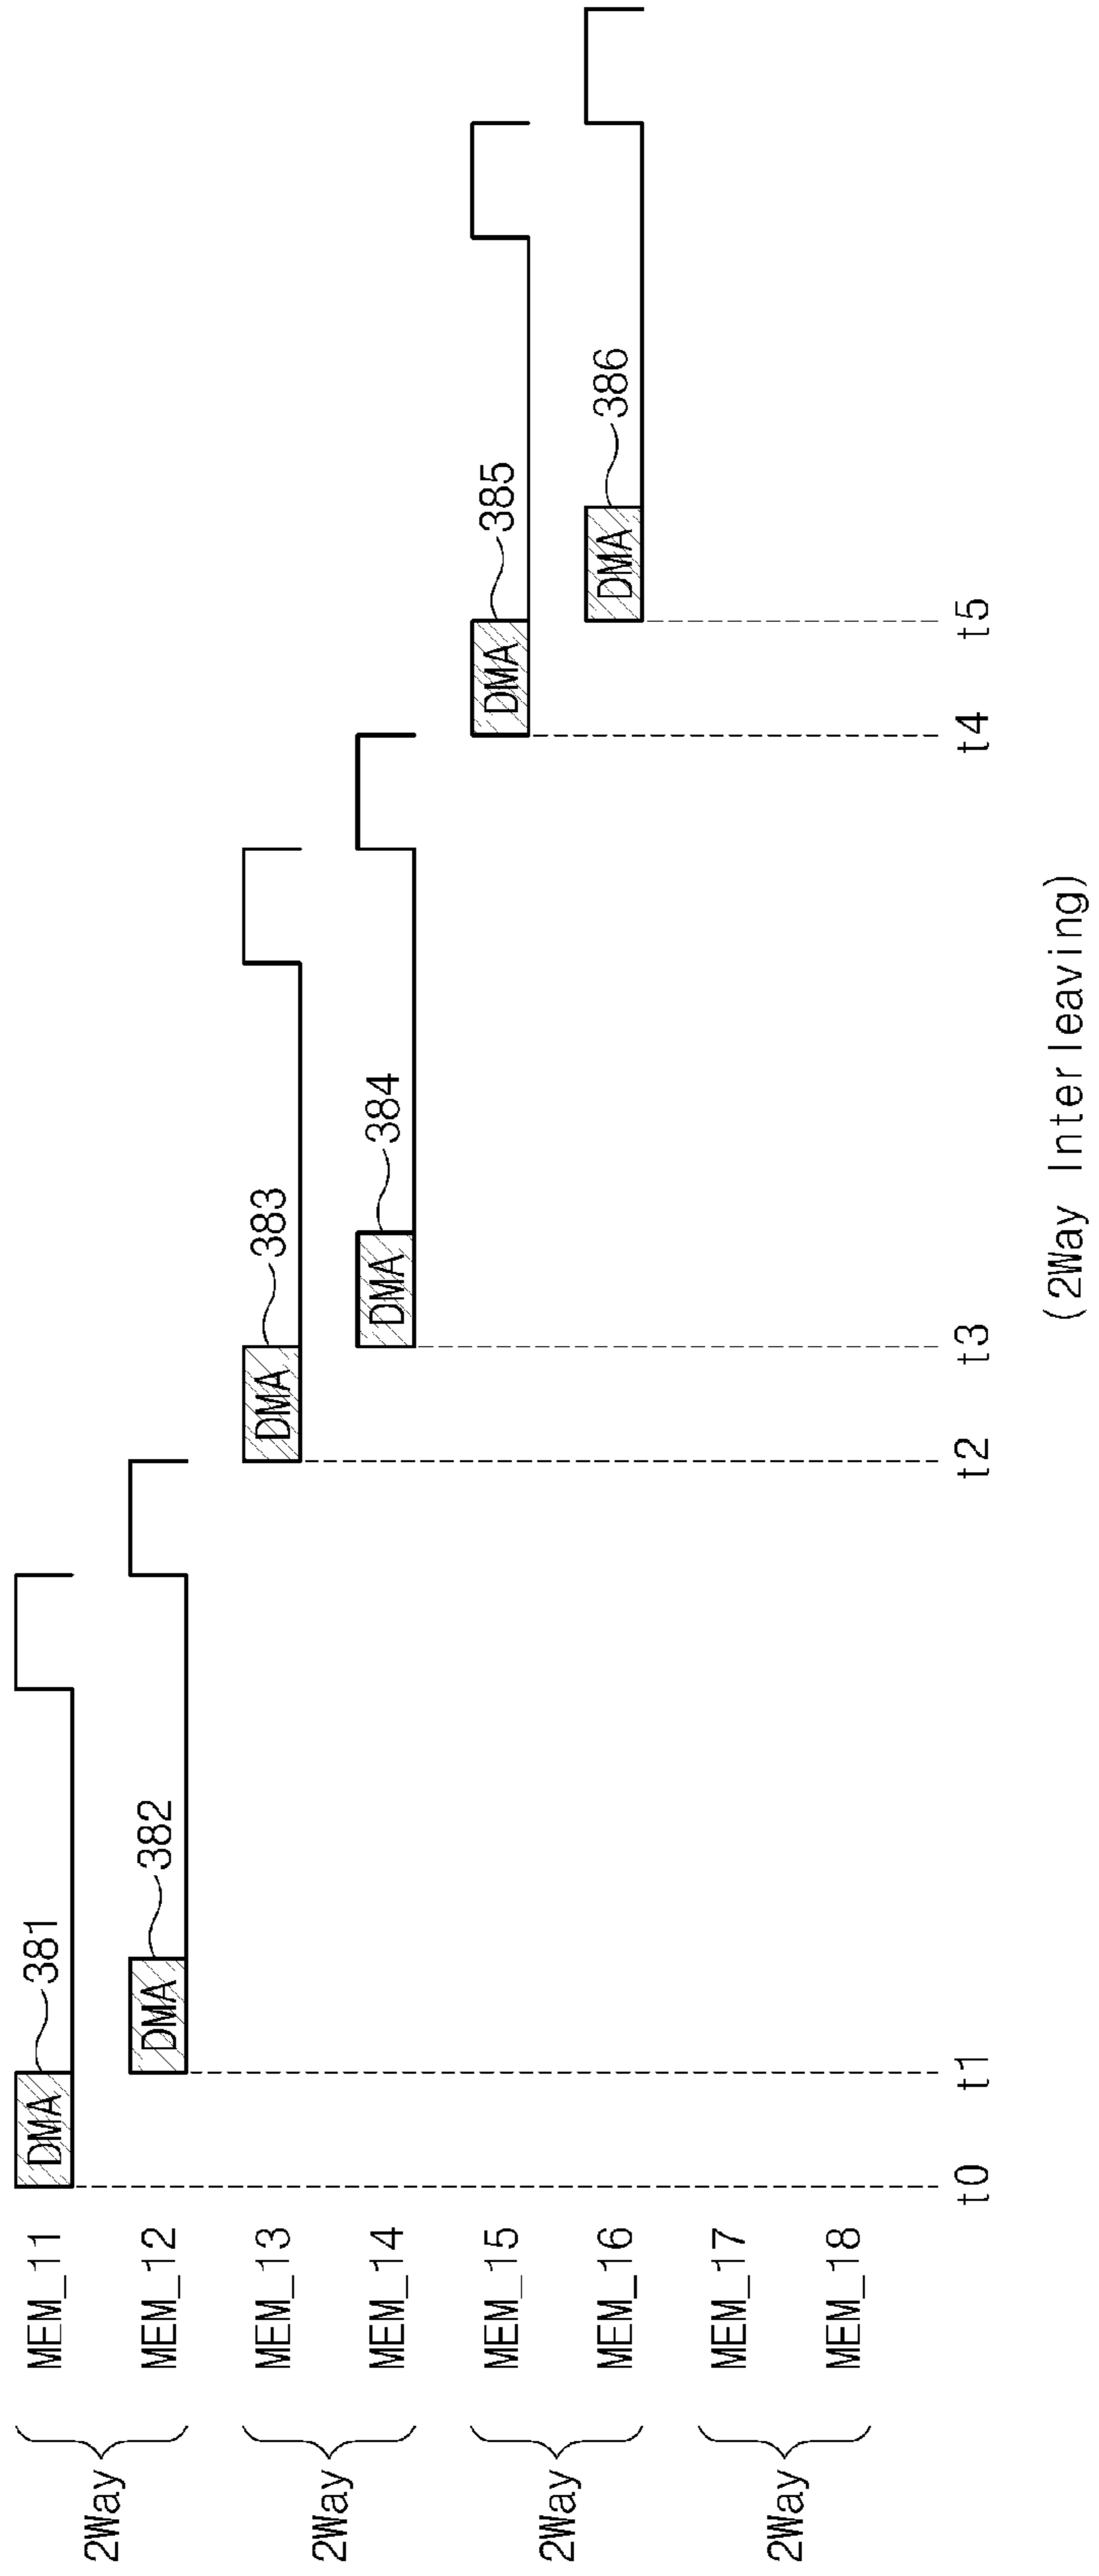 2Way
MEM_11
DMA
381
MEM_12
DMA
382
2Way
MEM_13
DMA
383
MEM_14
DMA
384
2Way
MEM_15
DMA
385
MEM_16
DMA
386
2Way
MEM_17
MEM_18
t0 t1 t2 t3 t4 t5
(2Way Interleaving)